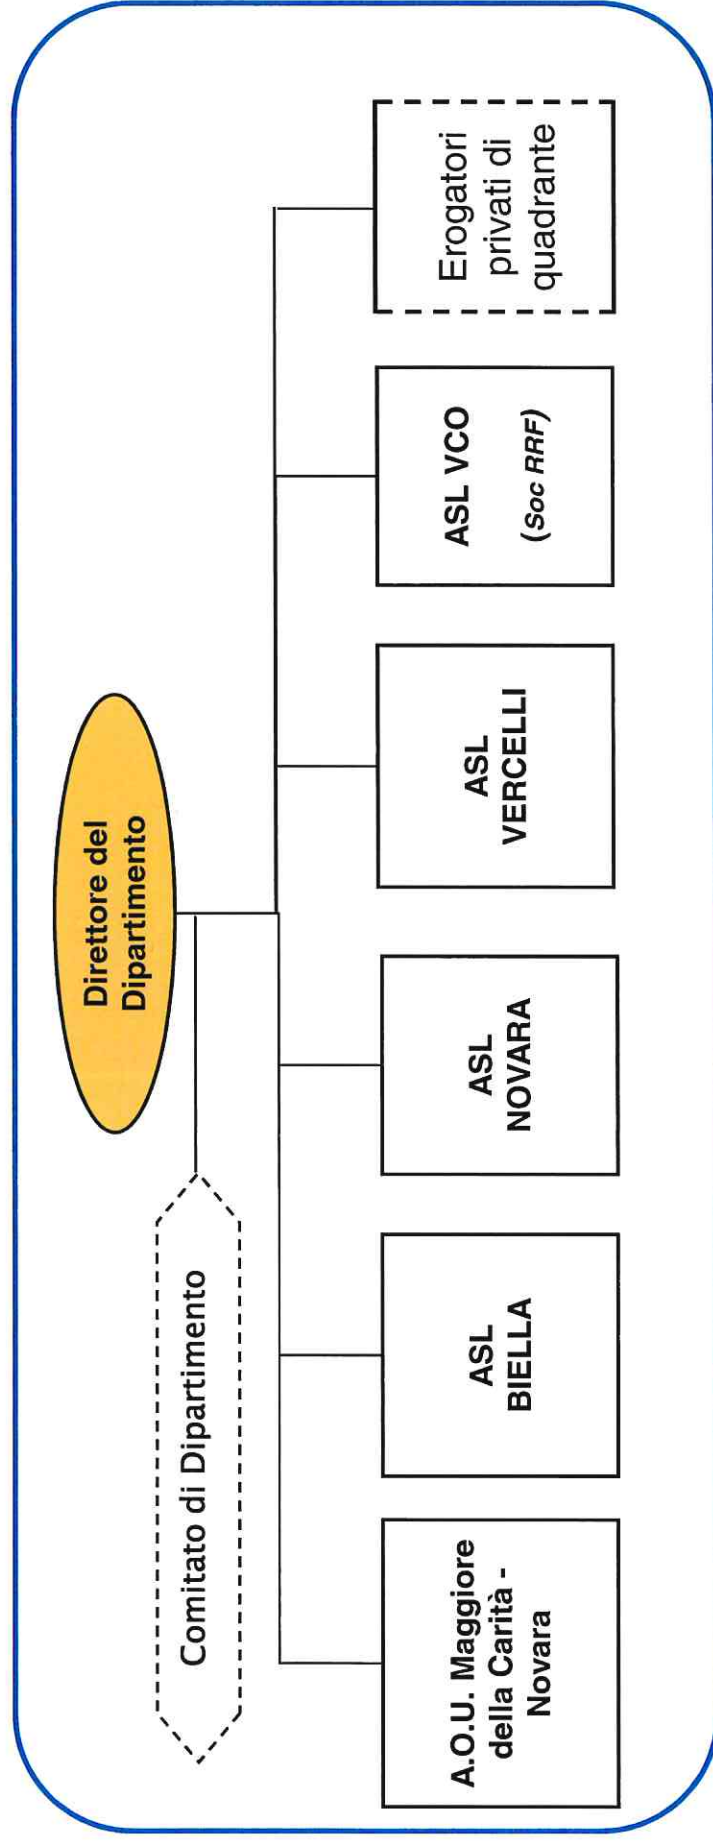 Direttore del
Dipartimento
Comitato di Dipartimento
A.O.U. Maggiore
della Carità -
Novara
ASL
BIELLA
ASL
NOVARA
ASL
VERCELLI
ASL VCO
(Soc RRF)
Erogatori
privati di
quadrante